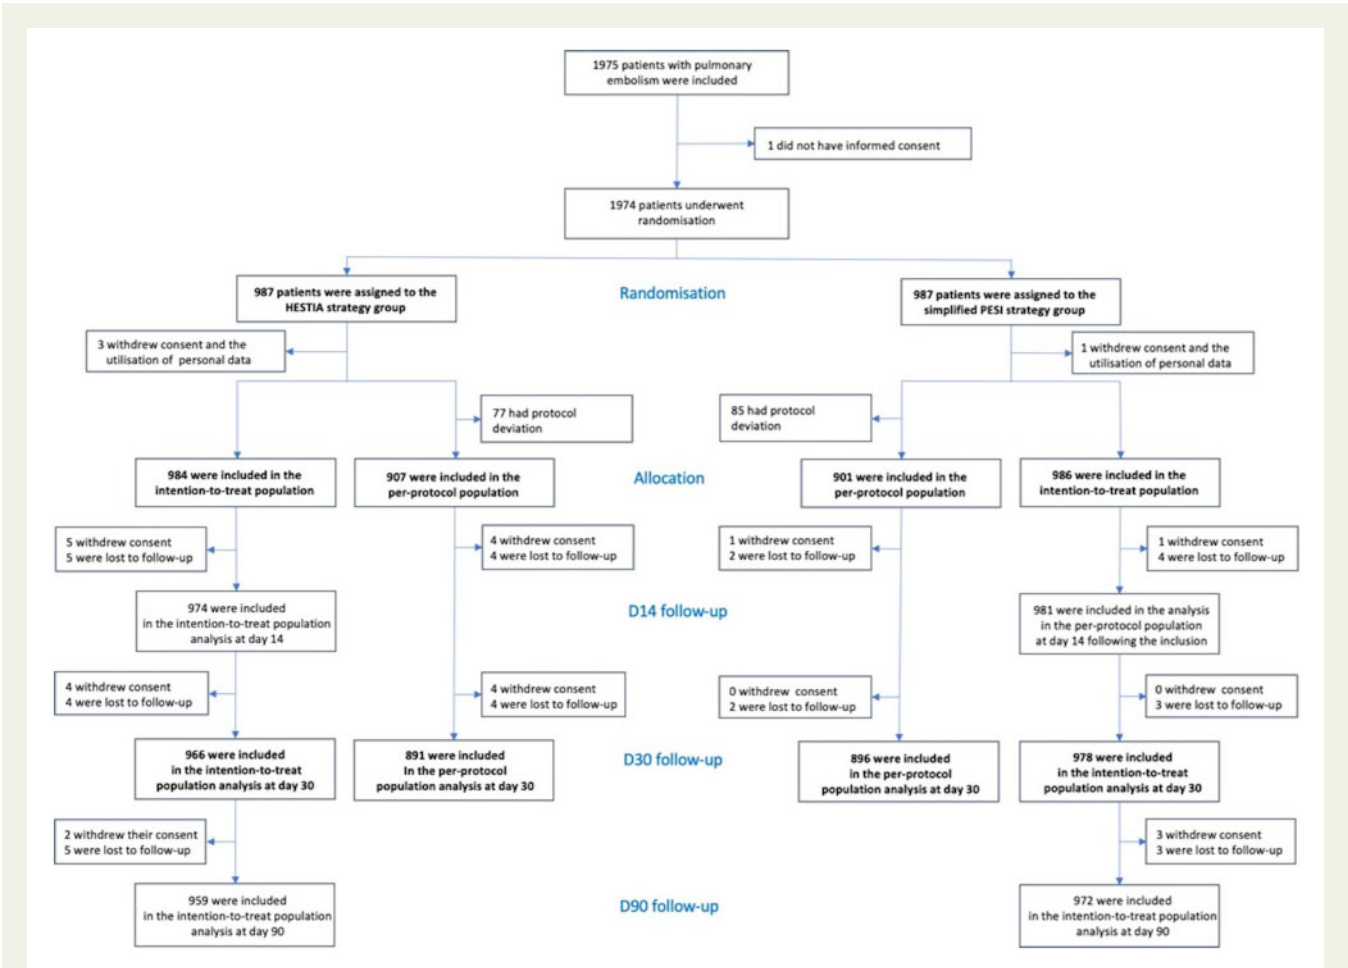 1975 patients with pulmonary
embolism were included
1 did not have informed consent
1974 patients underwent
randomisation
987 patients were assigned to the
HESTIA strategy group
Randomisation
987 patients were assigned to the
simplified PESI strategy group
3 withdrew consent and the
utilisation of personal data
1 withdrew consent and the
utilisation of personal data
77 had protocol
deviation
85 had protocol
deviation
984 were included in the
intention-to-treat population
907 were included in the
per-protocol population
Allocation
901 were included in the
per-protocol population
986 were included in the
intention-to-treat population
5 withdrew consent
5 were lost to follow-up
4 withdrew consent
4 were lost to follow-up
1 withdrew consent
2 were lost to follow-up
1 withdrew consent
4 were lost to follow-up
974 were included
in the intention-to-treat population
analysis at day 14
D14 follow-up
981 were included in the analysis
in the per-protocol population
at day 14 following the inclusion
4 withdrew consent
4 were lost to follow-up
4 withdrew consent
4 were lost to follow-up
0 withdrew consent
2 were lost to follow-up
0 withdrew consent
3 were lost to follow-up
966 were included
in the intention-to-treat
population analysis at day 30
891 were included
In the per-protocol
population analysis at day 30
D30 follow-up
896 were included
in the per-protocol
population analysis at day 30
978 were included
in the intention-to-treat
population analysis at day 30
2 withdrew their consent
5 were lost to follow-up
3 withdrew consent
3 were lost to follow-up
959 were included
in the intention-to-treat population
analysis at day 90
D90 follow-up
972 were included
in the intention-to-treat population
analysis at day 90